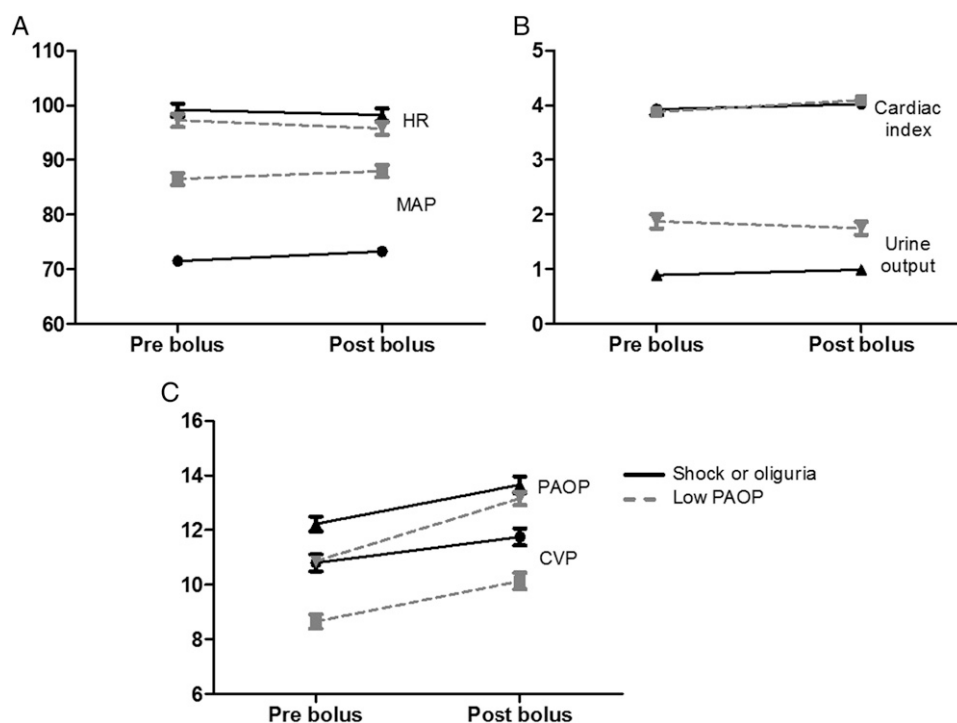 A
110
100
90
80
70
60
HR
MAP
Pre bolus
Post bolus
B
5
4
3
2
1
0
Cardiac
index
Urine
output
Pre bolus
Post bolus
C
16
14
12
10
8
6
PAOP
CVP
Pre bolus
Post bolus
Shock or oliguria
Low PAOP